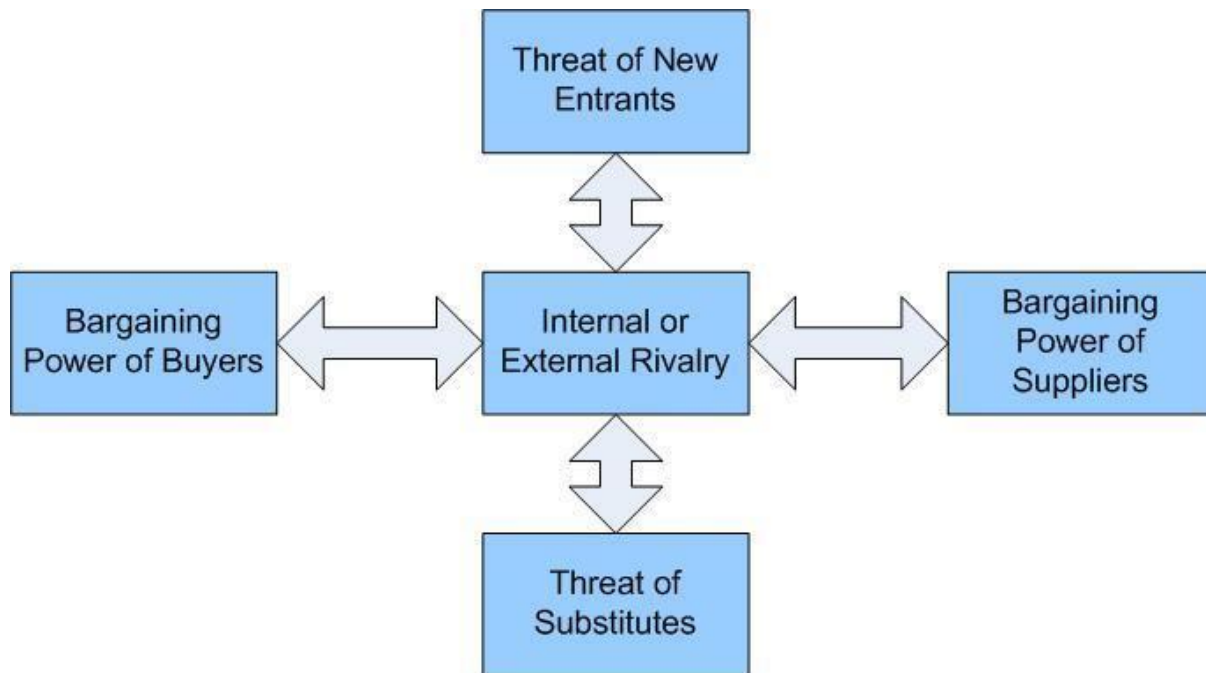 Threat of New
Entrants
Bargaining
Power of Buyers
Internal or
External Rivalry
Bargaining
Power of
Suppliers
Threat of
Substitutes